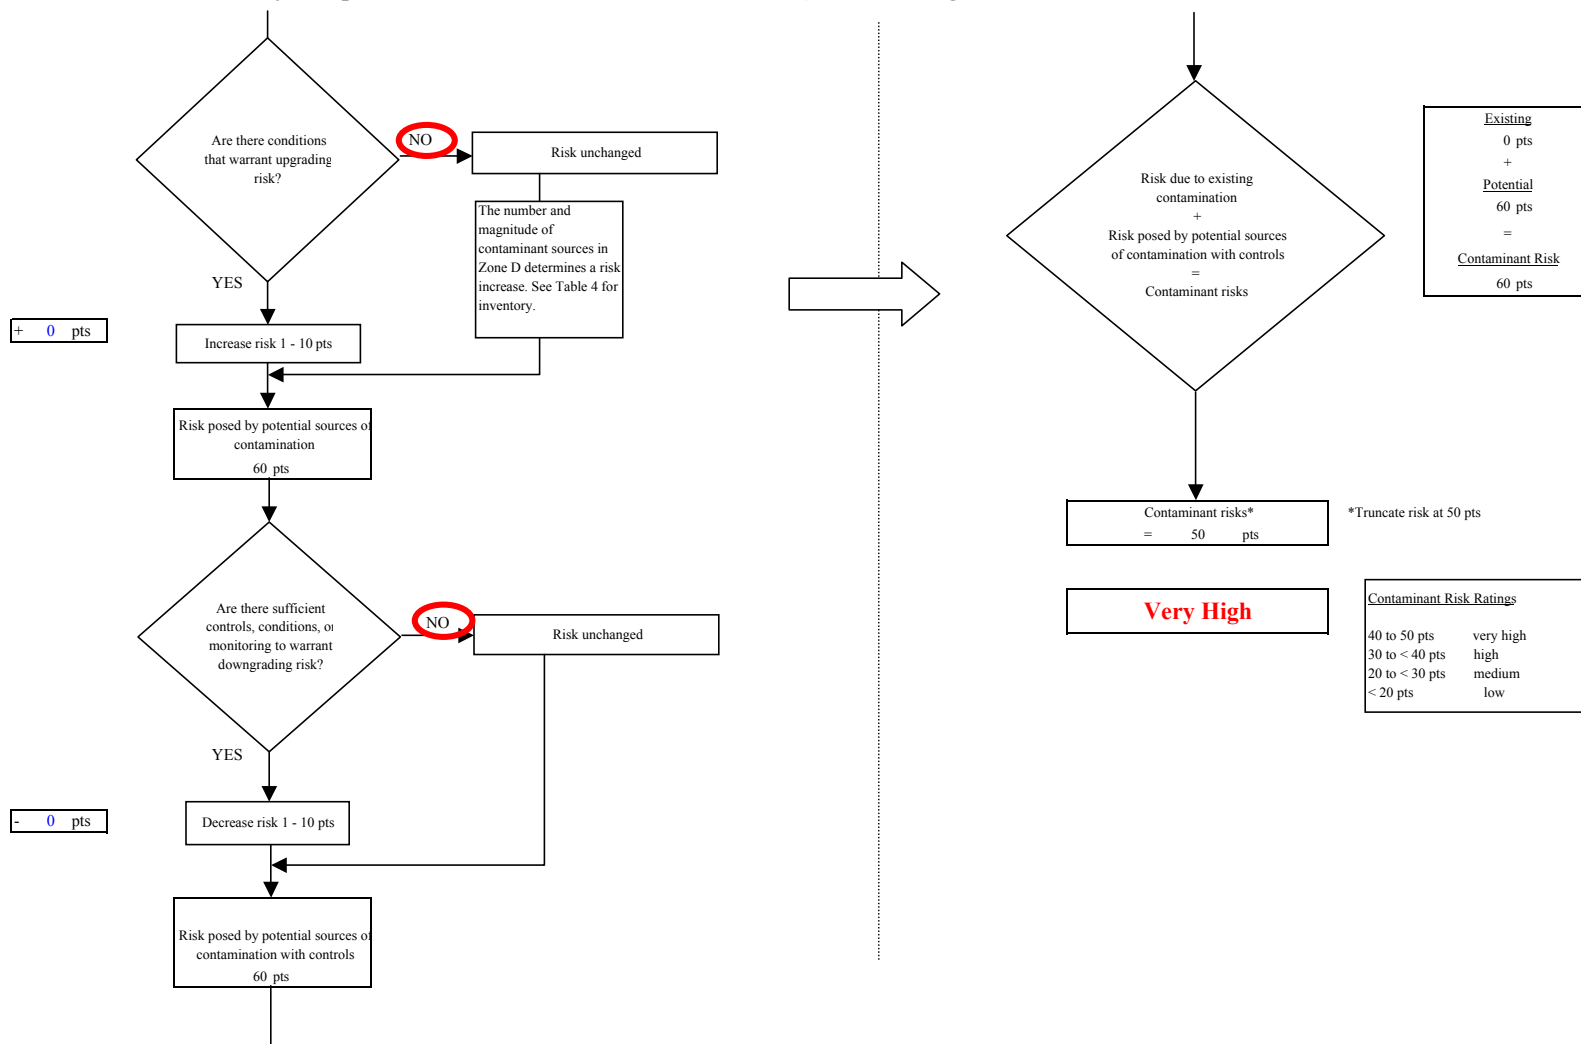 Are there conditions
that warrant upgrading
risk?
NO
Risk unchanged
The number and
magnitude of
contaminant sources in
Zone D determines a risk
increase. See Table 4 for
inventory.
YES
+ 0 pts
Increase risk 1 - 10 pts
Risk posed by potential sources of
contamination
60 pts
Are there sufficient
controls, conditions, or
monitoring to warrant
downgrading risk?
NO
Risk unchanged
YES
- 0 pts
Decrease risk 1 - 10 pts
Risk posed by potential sources of
contamination with controls
60 pts
Risk due to existing
contamination
+
Risk posed by potential sources
of contamination with controls
=
Contaminant risks
Existing
0 pts
+
Potential
60 pts
=
Contaminant Risk
60 pts
Contaminant risks*
= 50 pts
*Truncate risk at 50 pts
Very High
Contaminant Risk Ratings
40 to 50 pts very high
30 to < 40 pts high
20 to < 30 pts medium
< 20 pts low